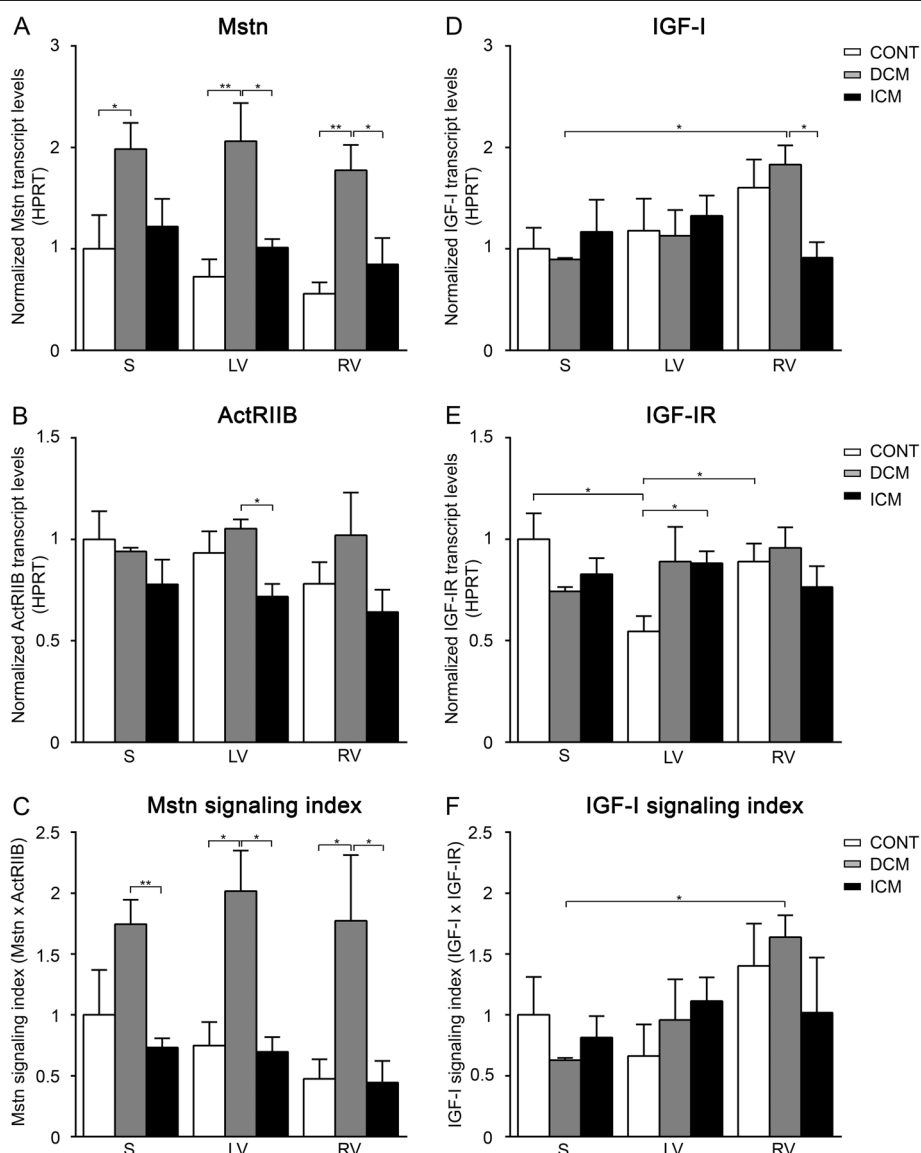 A
Mstn
Normalized Mstn transcript levels
(HPRT)
3
2
1
0
*
**
*
**
*
S
LV
RV
D
IGF-I
Normalized IGF-I transcript levels
(HPRT)
3
2
1
0
*
*
S
LV
RV
CONT
DCM
ICM
B
ActRIIB
Normalized ActRIIB transcript levels
(HPRT)
1.5
1
0.5
0
*
S
LV
RV
E
IGF-IR
Normalized IGF-IR transcript levels
(HPRT)
1.5
1
0.5
0
*
*
*
S
LV
RV
CONT
DCM
ICM
C
Mstn signaling index
Mstn signaling index (Mstn x ActRIIB)
2.5
2
1.5
1
0.5
0
**
*
*
*
*
S
LV
RV
F
IGF-I signaling index
IGF-I signaling index (IGF-I x IGF-IR)
2.5
2
1.5
1
0.5
0
*
S
LV
RV
CONT
DCM
ICM